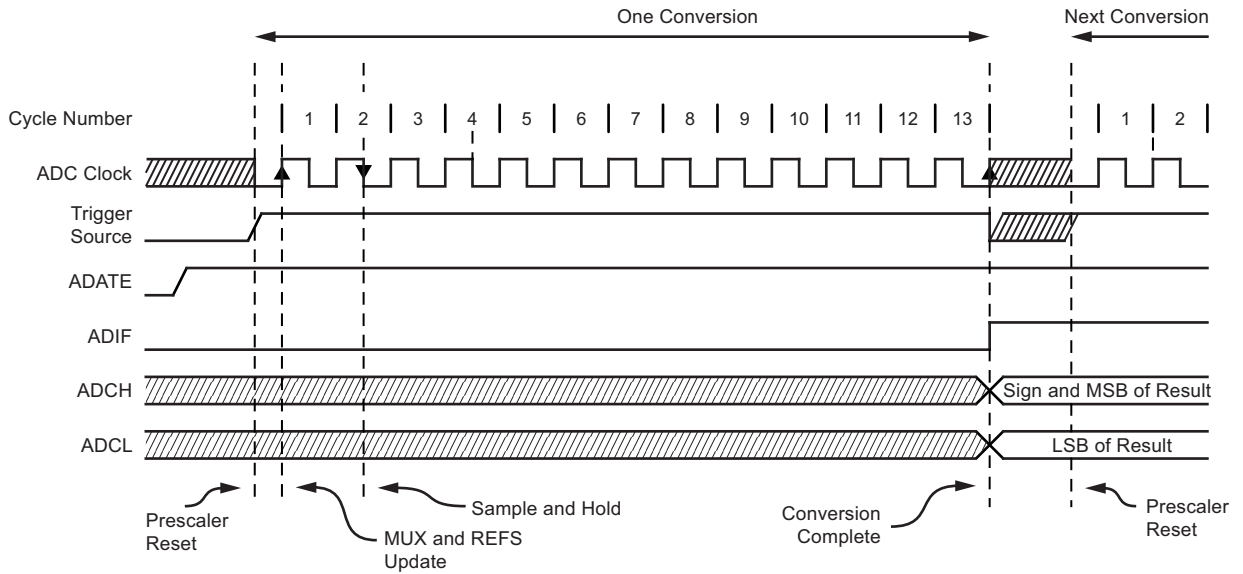 One Conversion
Next Conversion
Cycle Number
1 2 3 4 5 6 7 8 9 10 11 12 13 1 2
ADC Clock
Trigger
Source
ADATE
ADIF
ADCH
Sign and MSB of Result
ADCL
LSB of Result
Prescaler
Reset
MUX and REFS
Update
Sample and Hold
Conversion
Complete
Prescaler
Reset